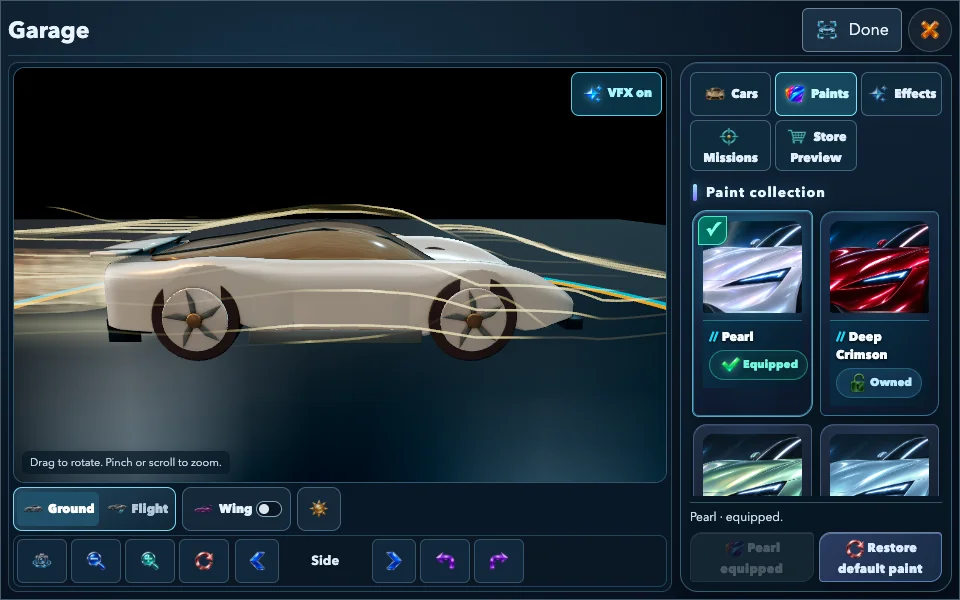 Garage
Done
VFX on
Cars
Paints
Effects
Missions
Store
Preview
Paint collection
// Pearl
Equipped
// Deep
Crimson
Owned
Drag to rotate. Pinch or scroll to zoom.
Ground
Flight
Wing
Side
Pearl · equipped.
Pearl
equipped
Restore
default paint